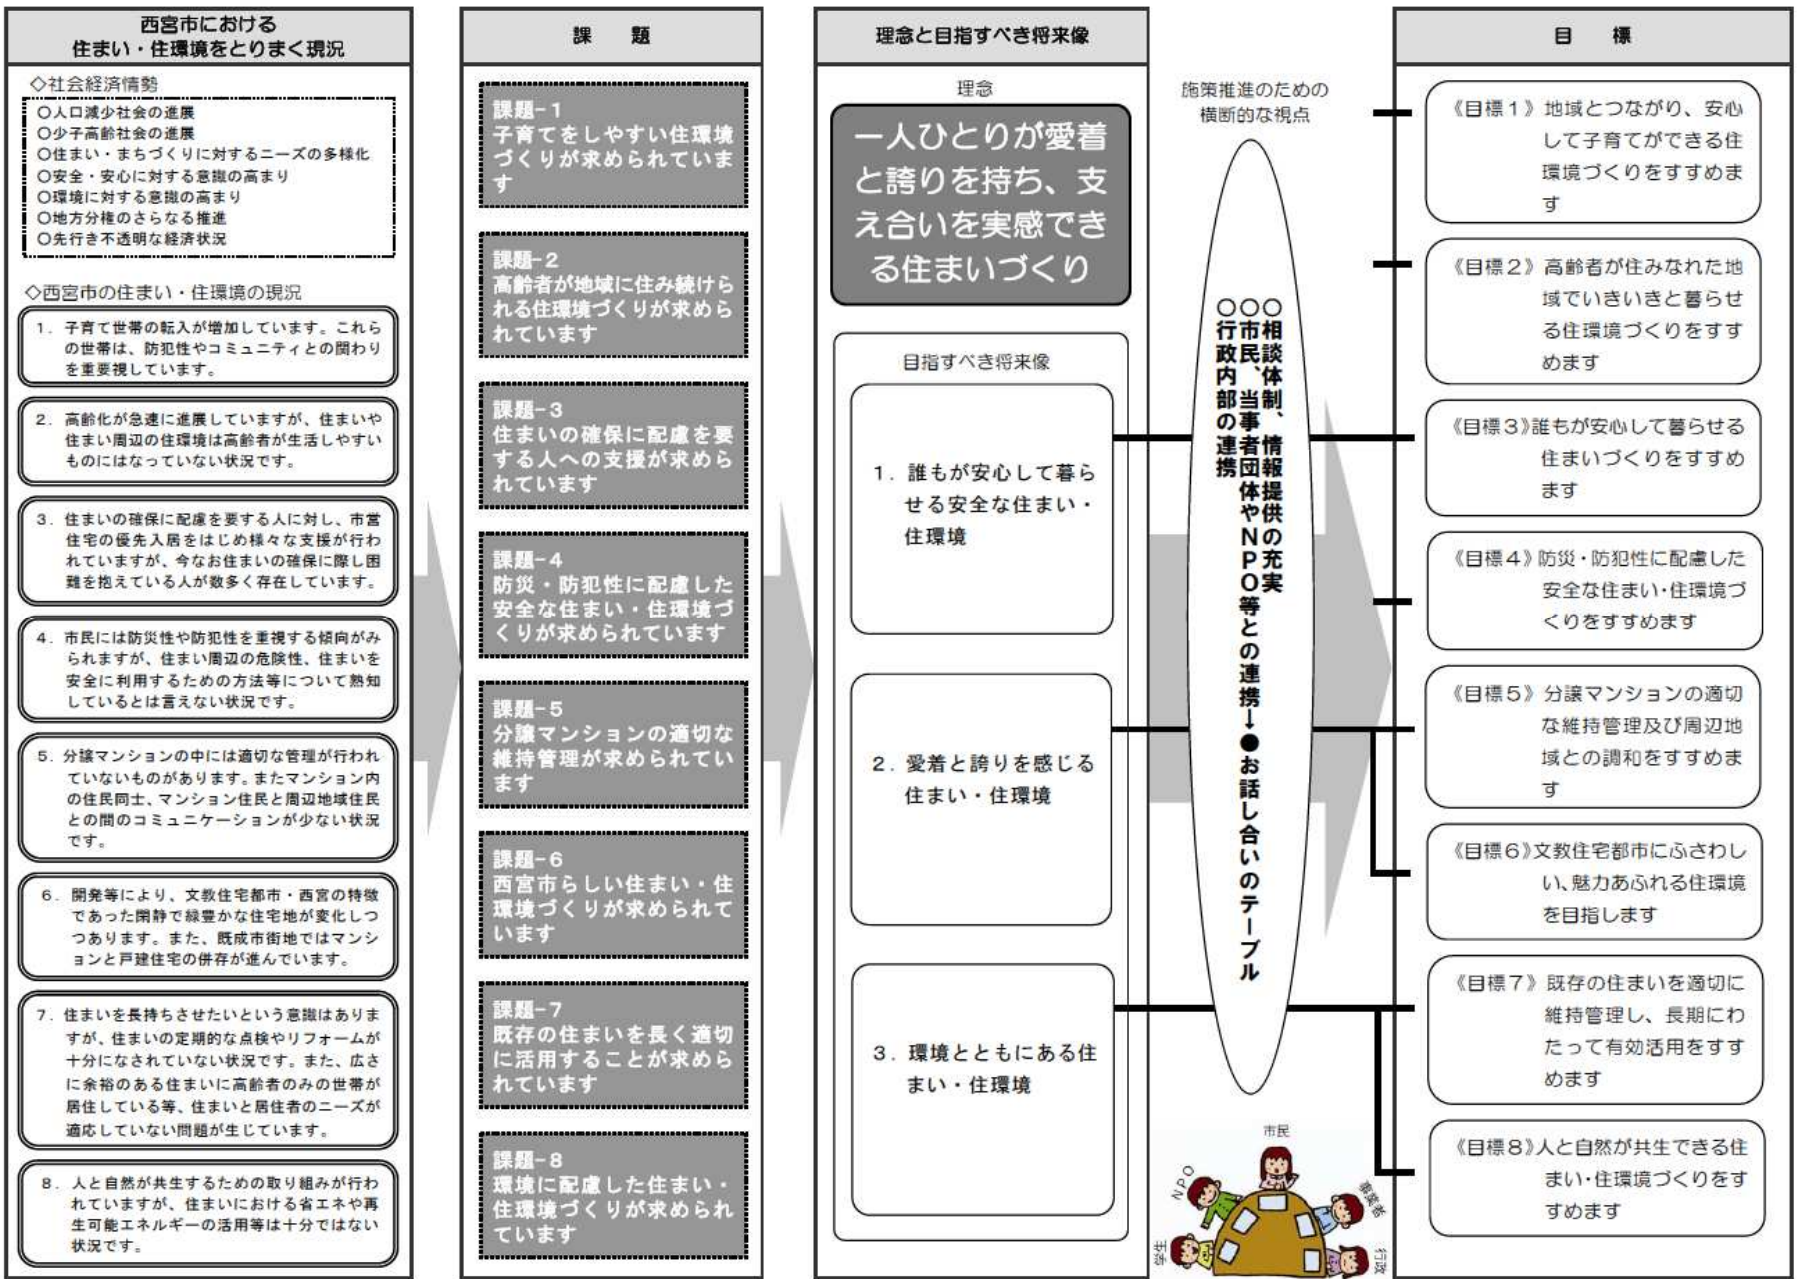 西宮市における
住まい・住環境をとりまく現況
◇社会経済情勢
○人口減少社会の進展
○少子高齢社会の進展
○住まい・まちづくりに対するニーズの多様化
○安全・安心に対する意識の高まり
○環境に対する意識の高まり
○地方分権のさらなる推進
○先行き不透明な経済状況
◇西宮市の住まい・住環境の現況
1．子育て世帯の転入が増加しています。これら
の世帯は、防犯性やコミュニティとの関わり
を重要視しています。
2．高齢化が急速に進展していますが、住まいや
住まい周辺の住環境は高齢者が生活しやすい
ものにはなっていない状況です。
3．住まいの確保に配慮を要する人に対し、市営
住宅の優先入居をはじめ様々な支援が行わ
れていますが、今なお住まいの確保に際し困
難を抱えている人が数多く存在しています。
4．市民には防災性や防犯性を重視する傾向がみ
られますが、住まい周辺の危険性、住まいを
安全に利用するための方法等について熟知
しているとは言えない状況です。
5．分譲マンションの中には適切な管理が行われ
ていないものがあります。またマンション内
の住民同士、マンション住民と周辺地域住民
との間のコミュニケーションが少ない状況
です。
6．開発等により、文教住宅都市・西宮の特徴
であった閑静で緑豊かな住宅地が変化しつ
つあります。また、既成市街地ではマンシ
ョンと戸建住宅の併存が進んでいます。
7．住まいを長持ちさせたいという意識はありま
すが、住まいの定期的な点検やリフォームが
十分になされていない状況です。また、広さ
に余裕のある住まいに高齢者のみの世帯が
居住している等、住まいと居住者のニーズが
適応していない問題が生じています。
8．人と自然が共生するための取り組みが行わ
れていますが、住まいにおける省エネや再
生可能エネルギーの活用等は十分ではない
状況です。
課　題
課題-1
子育てをしやすい住環境
づくりが求められていま
す
課題-2
高齢者が地域に住み続けら
れる住環境づくりが求めら
れています
課題-3
住まいの確保に配慮を要
する人への支援が求めら
れています
課題-4
防災・防犯性に配慮した
安全な住まい・住環境づ
くりが求められています
課題-5
分譲マンションの適切な
維持管理が求められてい
ます
課題-6
西宮市らしい住まい・住
環境づくりが求められて
います
課題-7
既存の住まいを長く適切
に活用することが求めら
れています
課題-8
環境に配慮した住まい・
住環境づくりが求められ
ています
理念と目指すべき将来像
理念
一人ひとりが愛着
と誇りを持ち、支
え合いを実感でき
る住まいづくり
目指すべき将来像
1．誰もが安心して暮ら
せる安全な住まい・
住環境
2．愛着と誇りを感じる
住まい・住環境
3．環境とともにある住
まい・住環境
施策推進のための
横断的な視点
○相談体制、情報提供の充実
○市民、当事者団体やＮＰＯ等との連携→●お話し合いのテーブル
○行政内部の連携
市民
NPO
事業者
学生
行政
目　標
《目標1》地域とつながり、安心
して子育てができる住
環境づくりをすすめま
す
《目標2》高齢者が住みなれた地
域でいきいきと暮らせ
る住環境づくりをすす
めます
《目標3》誰もが安心して暮らせる
住まいづくりをすすめ
ます
《目標4》防災・防犯性に配慮した
安全な住まい・住環境づ
くりをすすめます
《目標5》分譲マンションの適切
な維持管理及び周辺地
域との調和をすすめま
す
《目標6》文教住宅都市にふさわし
い、魅力あふれる住環境
を目指します
《目標7》既存の住まいを適切に
維持管理し、長期にわ
たって有効活用をすす
めます
《目標8》人と自然が共生できる住
まい・住環境づくりをす
すめます